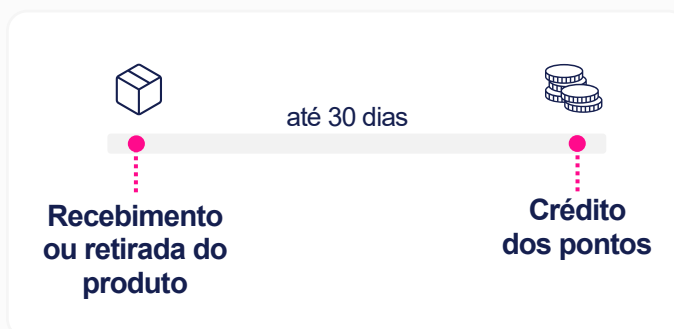 até 30 dias
Recebimento
ou retirada do
produto
Crédito
dos pontos